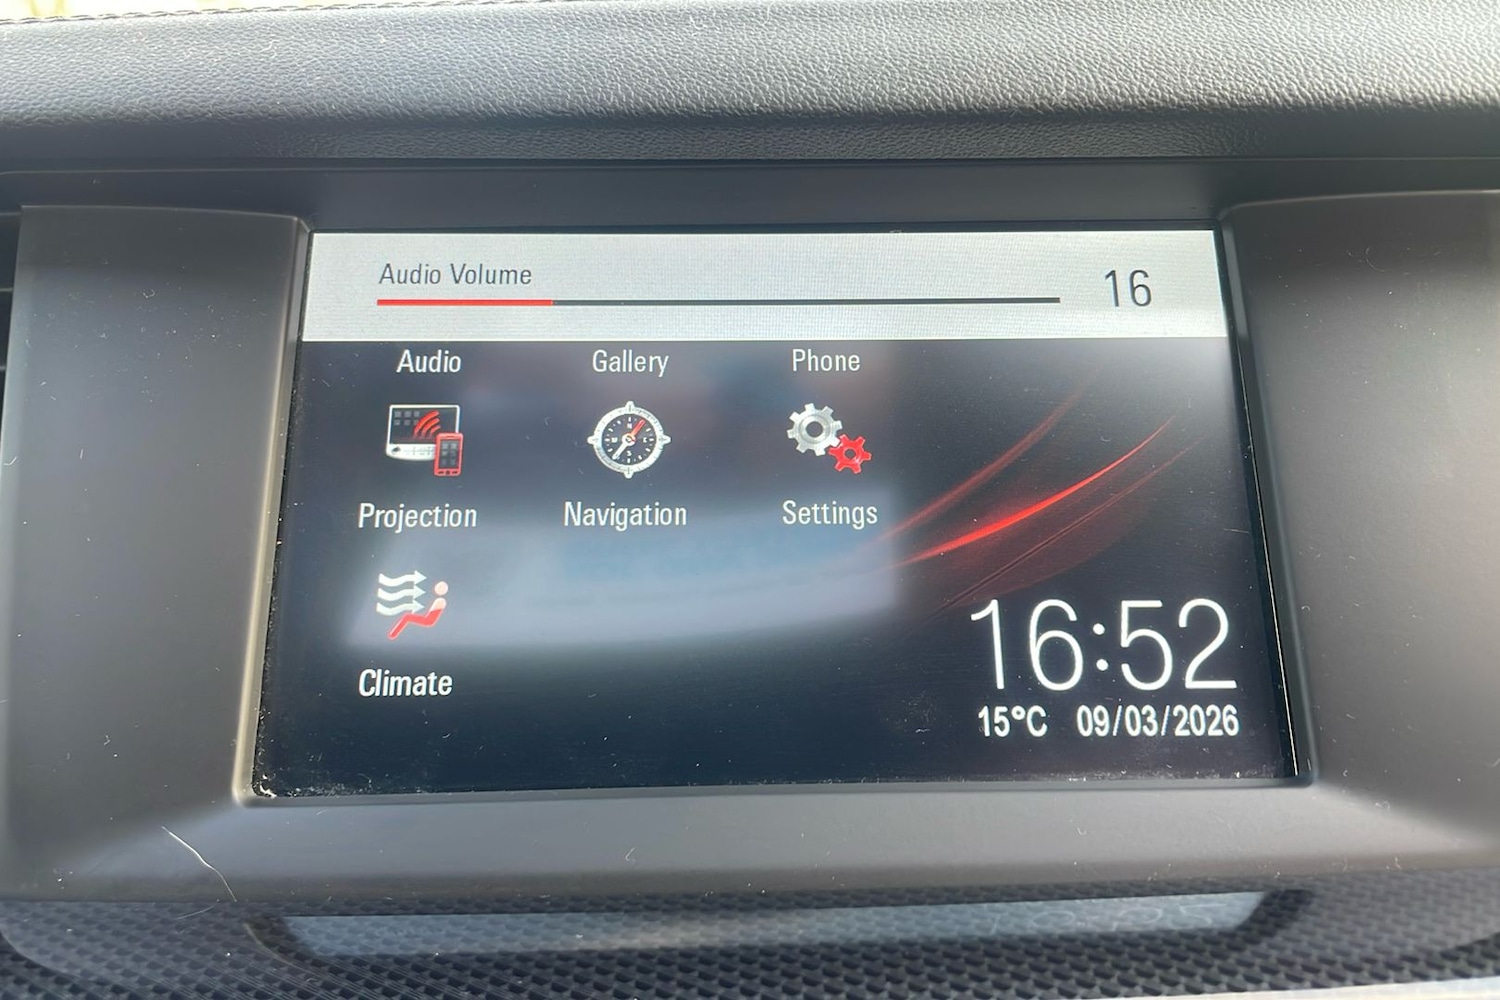 Audio Volume 16
Audio Gallery Phone
Projection Navigation Settings
Climate
16:52
15°C 09/03/2026